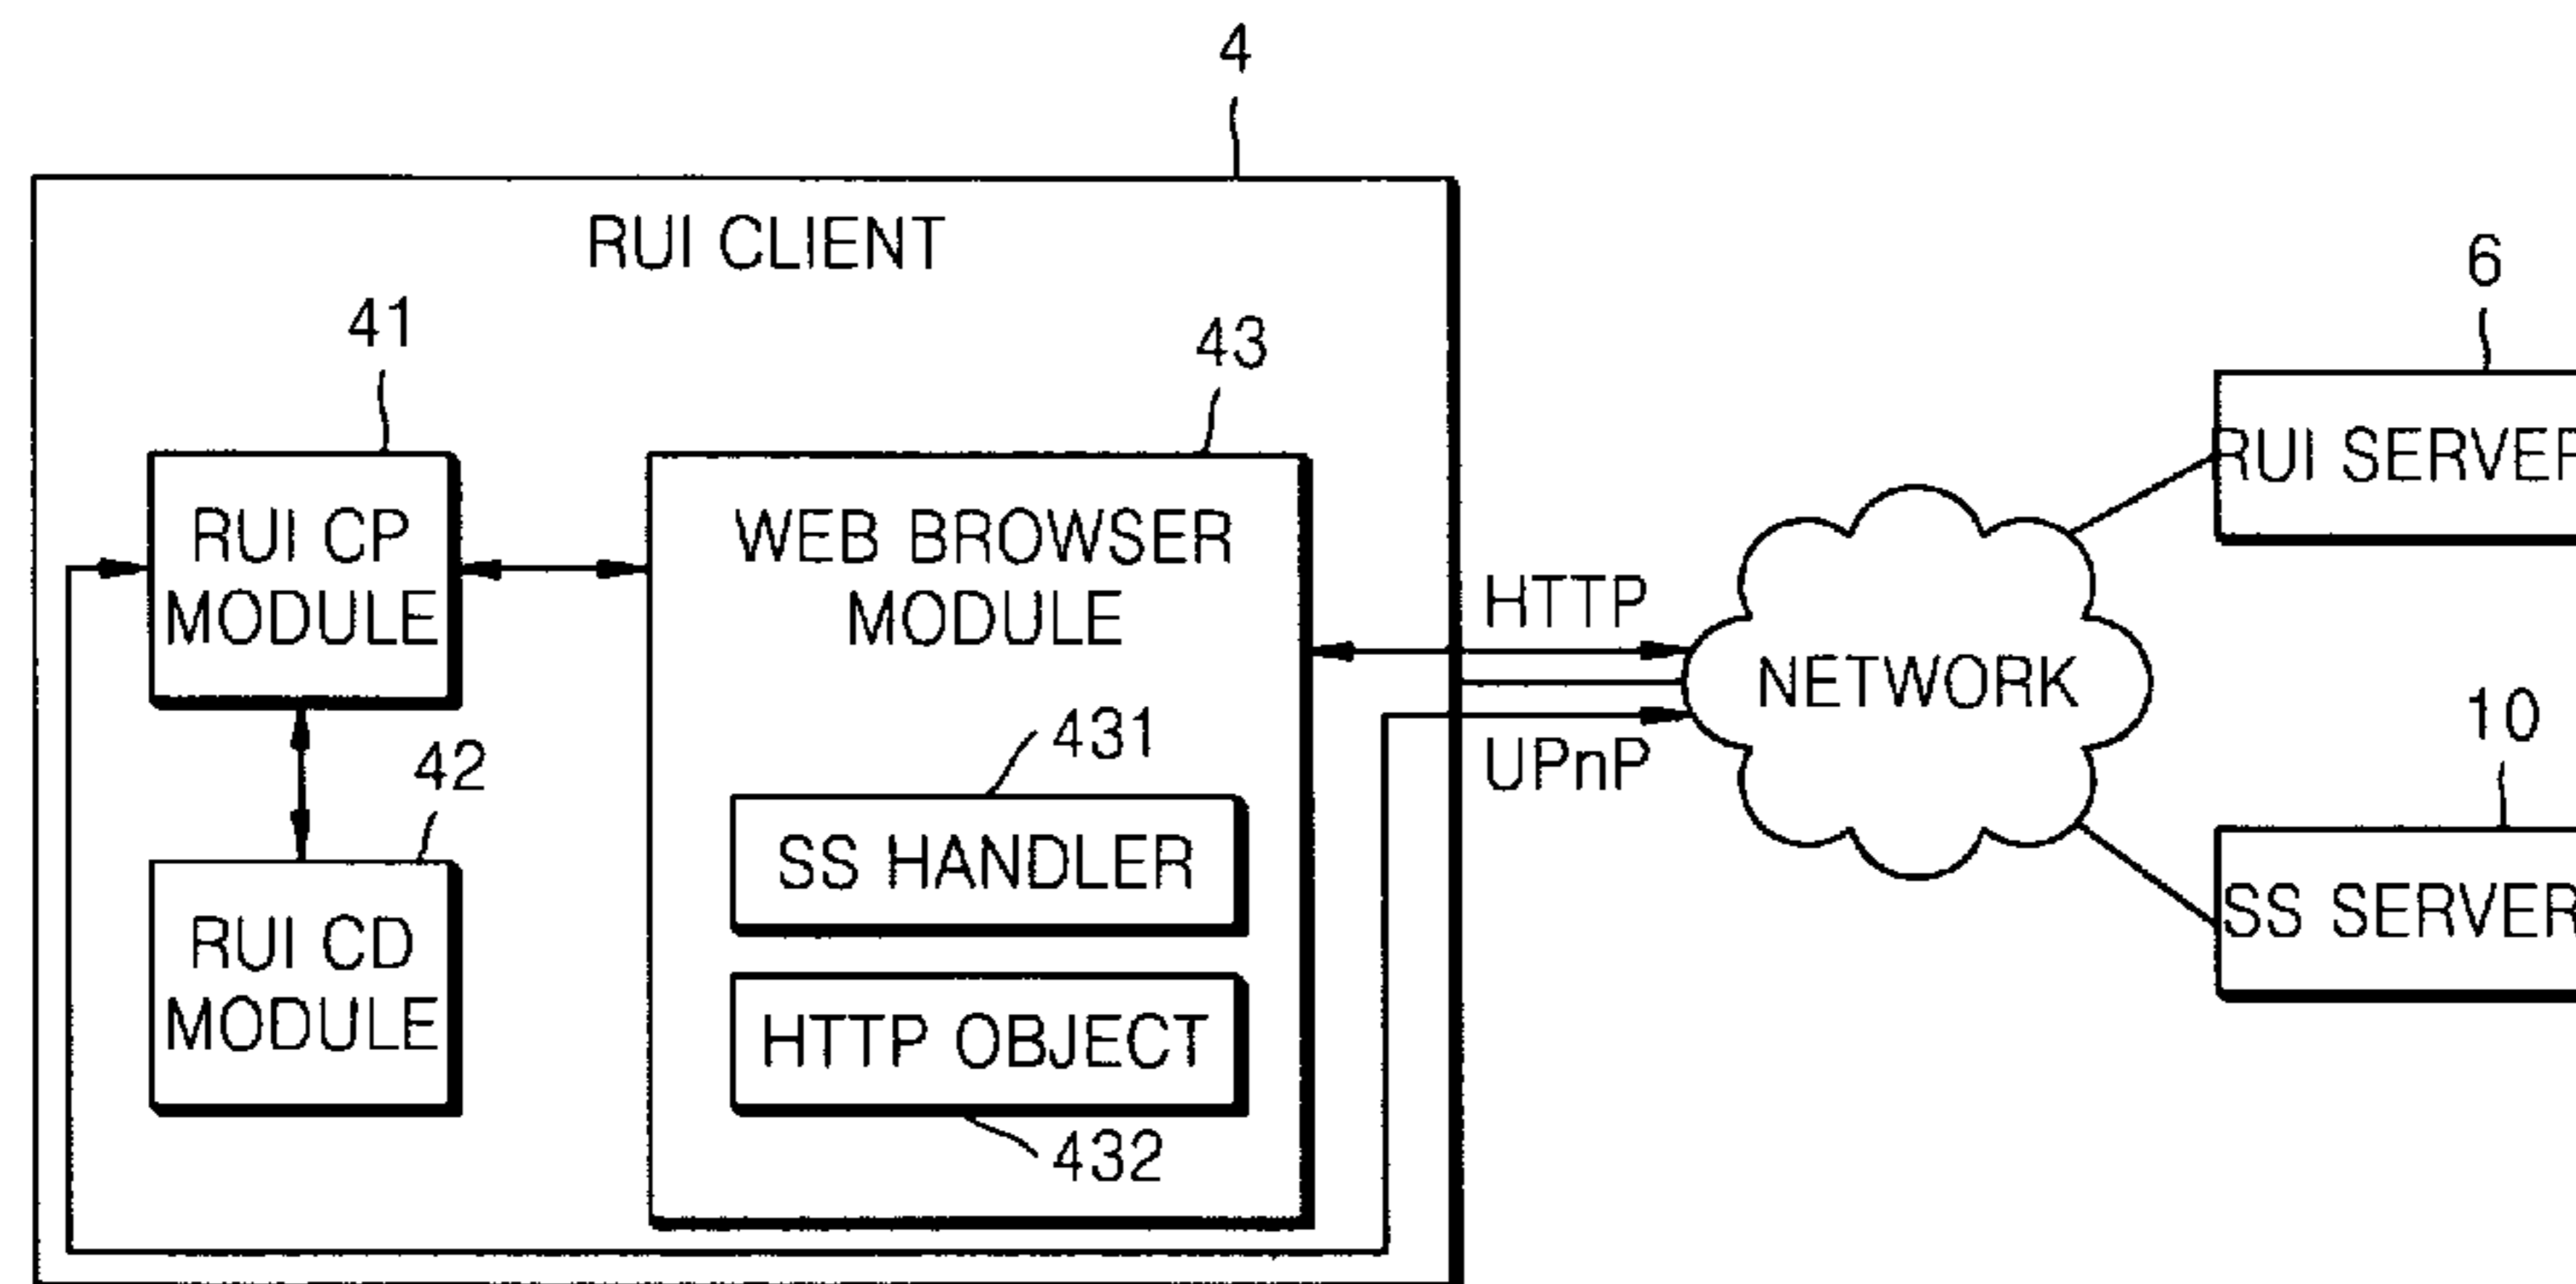 4
RUI CLIENT
6
41
43
RUI SERVER
RUI CP
MODULE
WEB BROWSER
MODULE
HTTP
NETWORK
UPnP
10
431
42
SS HANDLER
SS SERVER
RUI CD
MODULE
HTTP OBJECT
432